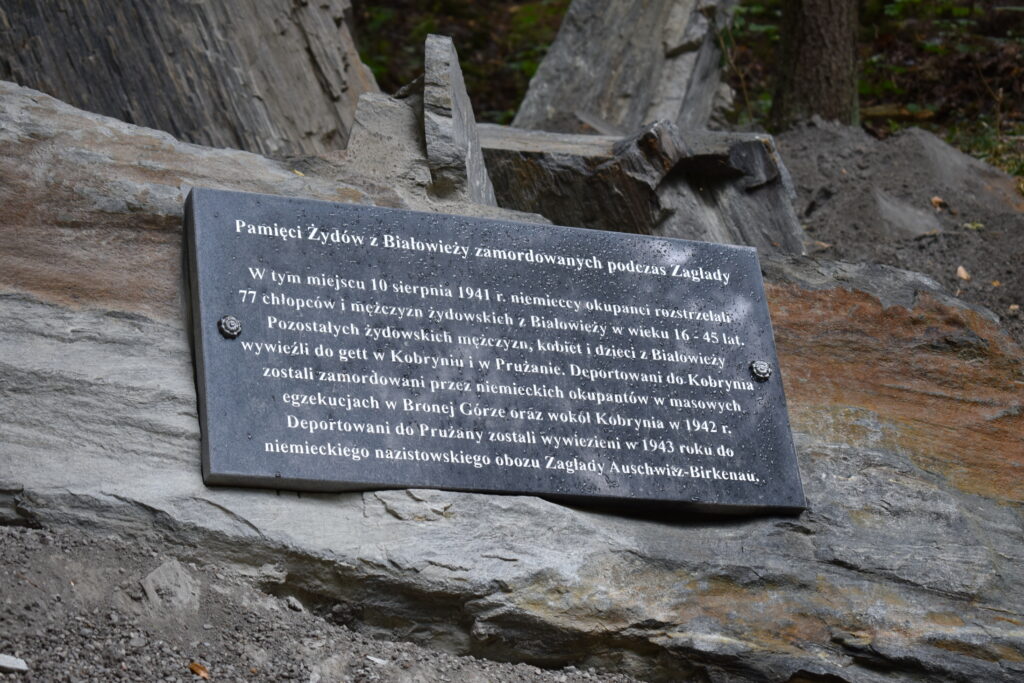 Pamięci Żydów z Białowieży zamordowanych podczas Zagłady
W tym miejscu 10 sierpnia 1941 r. niemieccy okupanci rozstrzelali
77 chłopców i mężczyzn żydowskich z Białowieży w wieku 16 - 45 lat.
Pozostałych żydowskich mężczyzn, kobiet i dzieci z Białowieży
wywieźli do gett w Kobryniu i w Prużanie. Deportowani do Kobrynia
zostali zamordowani przez niemieckich okupantów w masowych
egzekucjach w Bronej Górze oraz wokół Kobrynia w 1942 r.
Deportowani do Prużany zostali wywiezieni w 1943 roku do
niemieckiego nazistowskiego obozu Zagłady Auschwitz-Birkenau.